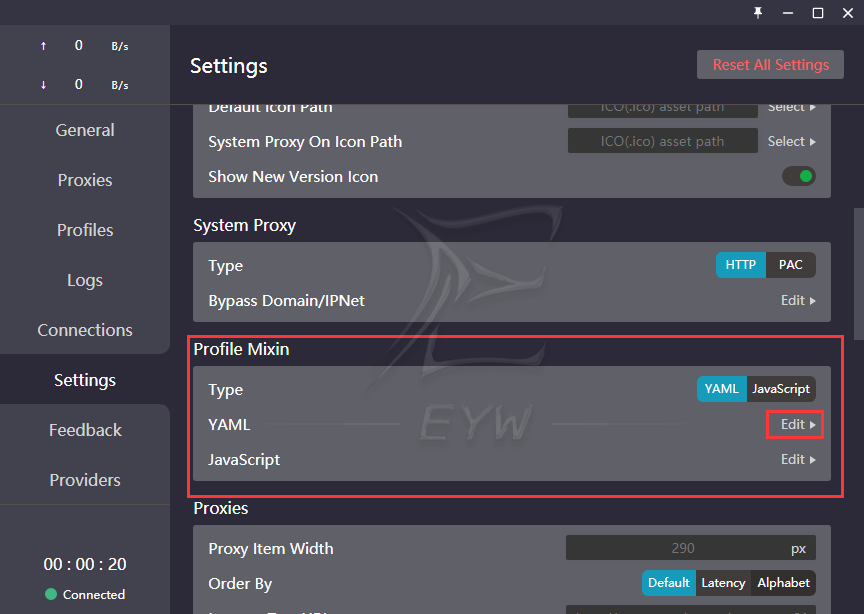 ↑ 0 B/s
↓ 0 B/s
General
Proxies
Profiles
Logs
Connections
Settings
Feedback
Providers
00 : 00 : 20
Connected
Settings
Reset All Settings
Default Icon Path ICO(.ico) asset path Select
System Proxy On Icon Path ICO(.ico) asset path Select
Show New Version Icon
System Proxy
Type HTTP PAC
Bypass Domain/IPNet Edit
Profile Mixin
Type YAML JavaScript
YAML Edit
JavaScript Edit
EYW
Proxies
Proxy Item Width 290 px
Order By Default Latency Alphabet